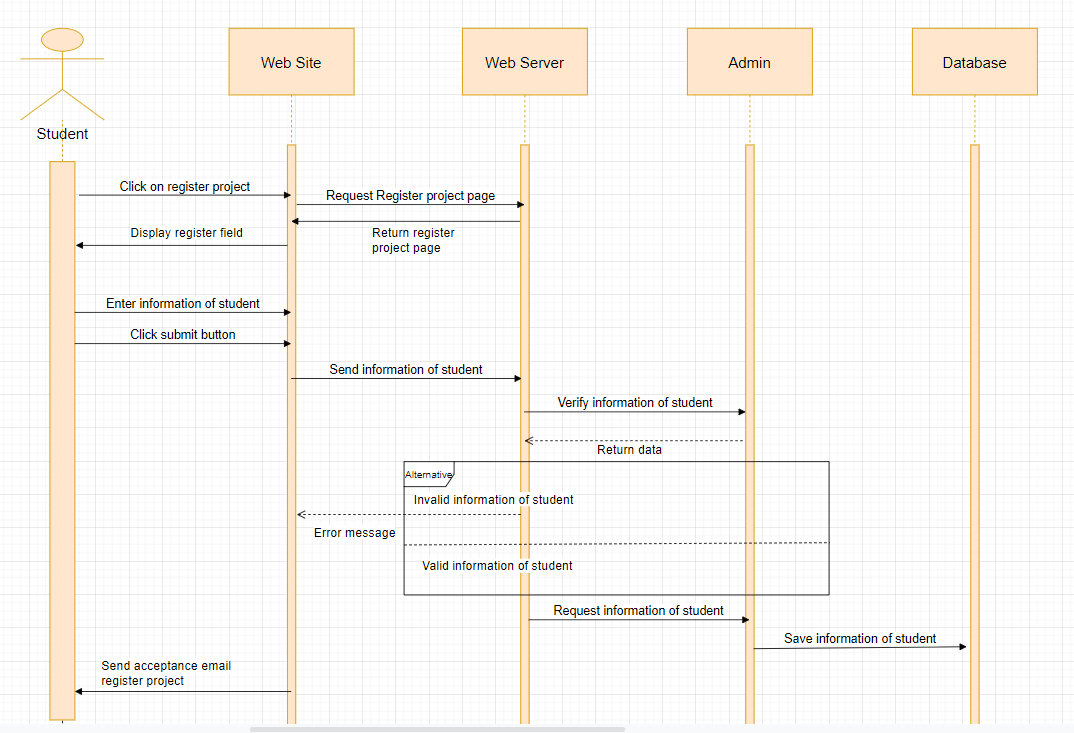 Web Site
Web Server
Admin
Database
Student
Click on register project
Request Register project page
Display register field
Return register
project page
Enter information of student
Click submit button
Send information of student
Verify information of student
Return data
Alternative
Invalid information of student
Error message
Valid information of student
Request information of student
Save information of student
Send acceptance email
register project